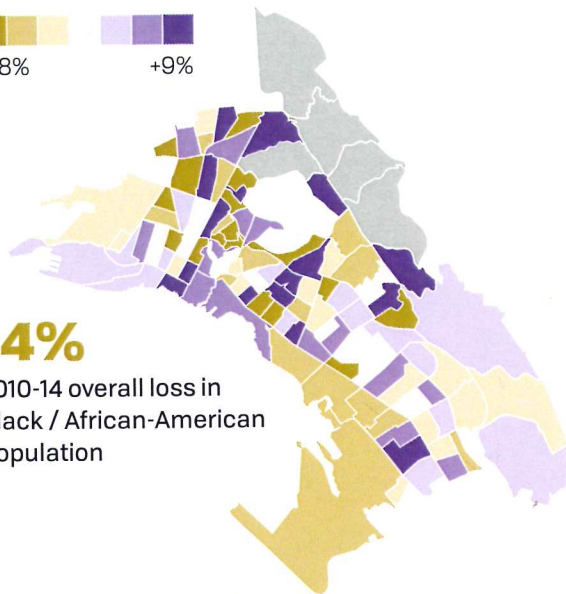 8%
+9%
4%
010-14 overall loss in
lack / African-American
opulation